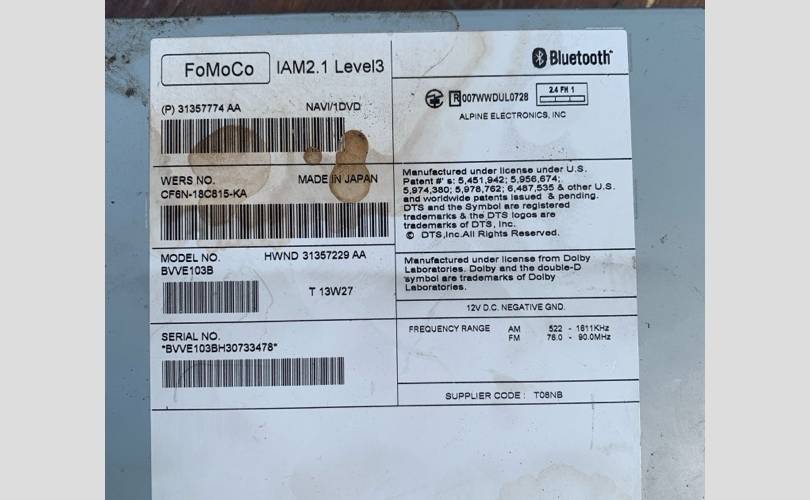 FoMoCo IAM2.1 Level3
(P) 31357774 AA NAVI/1DVD
WERS NO. MADE IN JAPAN
CF6N-18C815-KA
MODEL NO. HWND 31357229 AA
BVVE103B
T 13W27
SERIAL NO.
*BVVE103BH30733478*
Bluetooth
R 007WWDUL0728 2.4 FH 1
ALPINE ELECTRONICS, INC
Manufactured under license under U.S.
Patent #' s: 5,451,942; 5,956,674;
5,974,380; 5,978,762; 6,487,535 & other U.S.
and worldwide patents issued & pending.
DTS and the Symbol are registered
trademarks & the DTS logos are
trademarks of DTS, Inc.
© DTS,Inc.All Rights Reserved.
Manufactured under license from Dolby
Laboratories. Dolby and the double-D
symbol are trademarks of Dolby
Laboratories.
12V D.C. NEGATIVE GND.
FREQUENCY RANGE AM 522 - 1611KHz
FM 76.0 - 90.0MHz
SUPPLIER CODE : T08NB